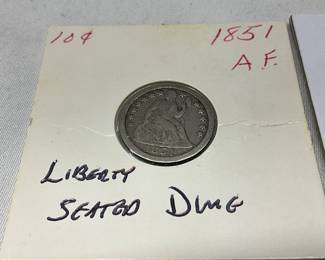 10¢ 1851
A.F.
LIBERTY
SEATED DIME